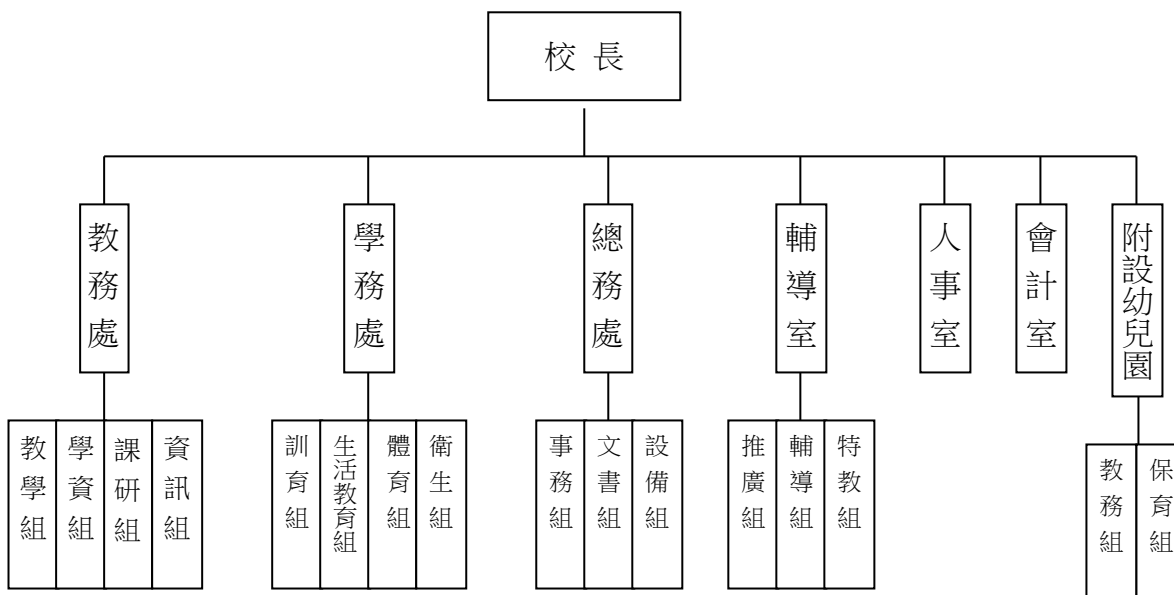 校長
教務處
學務處
總務處
輔導室
人事室
會計室
附設幼兒園
教學組
學資組
課研組
資訊組
訓育組
生活教育組
體育組
衛生組
事務組
文書組
設備組
推廣組
輔導組
特教組
教務組
保育組